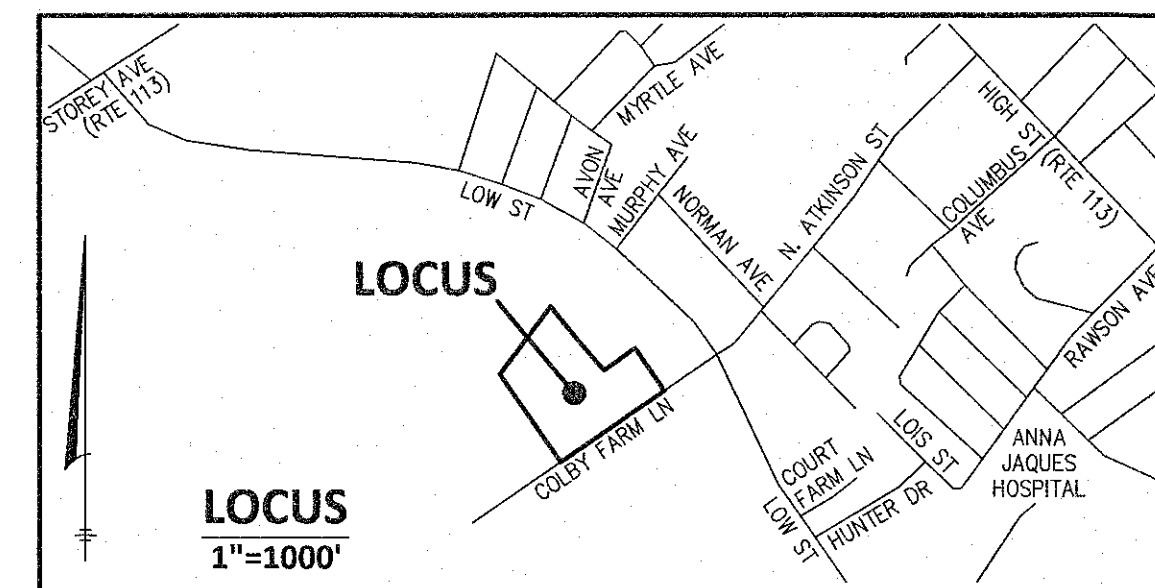 STOREY AVE
(RTE 113)
MYRTLE AVE
HIGH ST (RTE 113)
N. ATKINSON ST
COLUMBUS
AVE
AVON
AVE
LOW ST
MURPHY AVE
NORMAN AVE
LOCUS
RAWSON AVE
COLBY FARM LN
LOIS ST
COURT
FARM LN
ANNA
JAQUES
HOSPITAL
LOW ST
HUNTER DR
LOCUS
1"=1000'